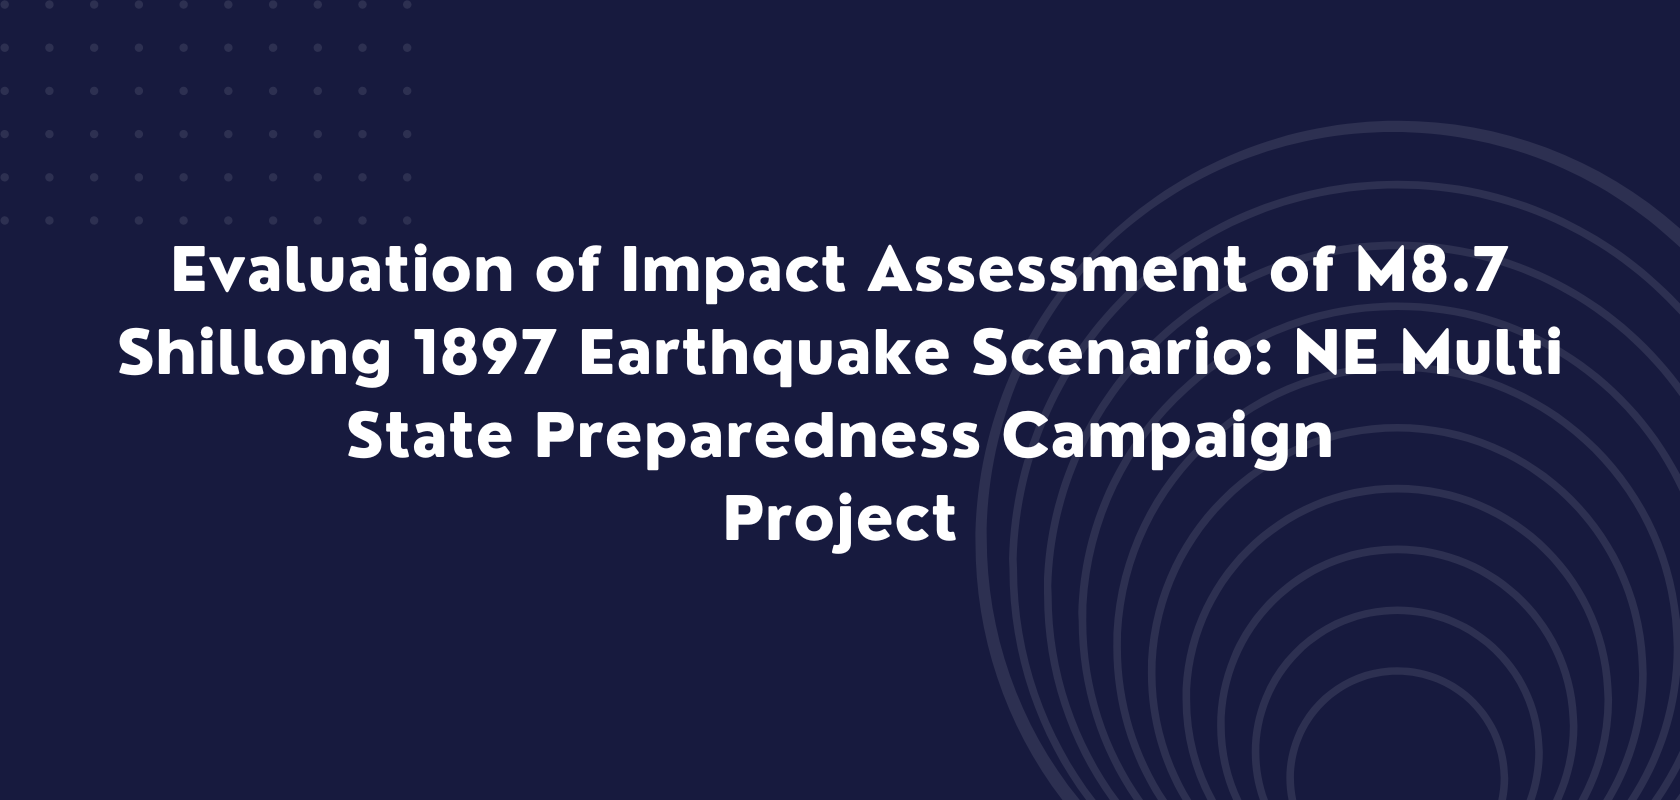 Evaluation of Impact Assessment of M8.7
Shillong 1897 Earthquake Scenario: NE Multi
State Preparedness Campaign
Project